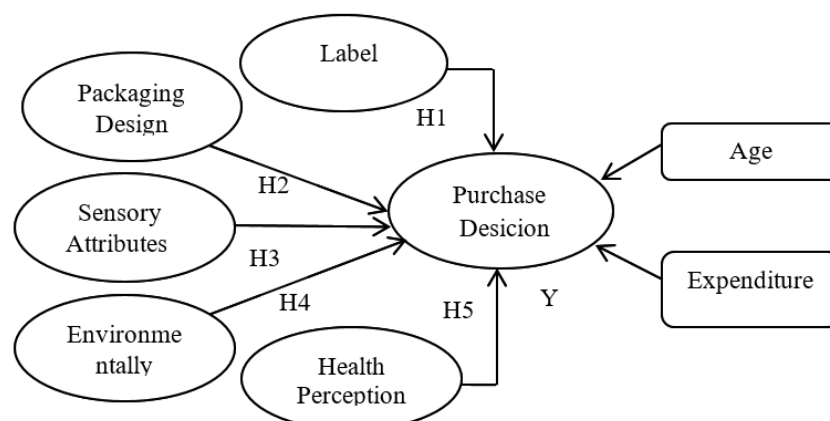 Label
Packaging
Design
H1
Age
H2
Purchase
Desicion
Sensory
Attributes
H3
H4
Expenditure
H5
Y
Environme
ntally
Health
Perception